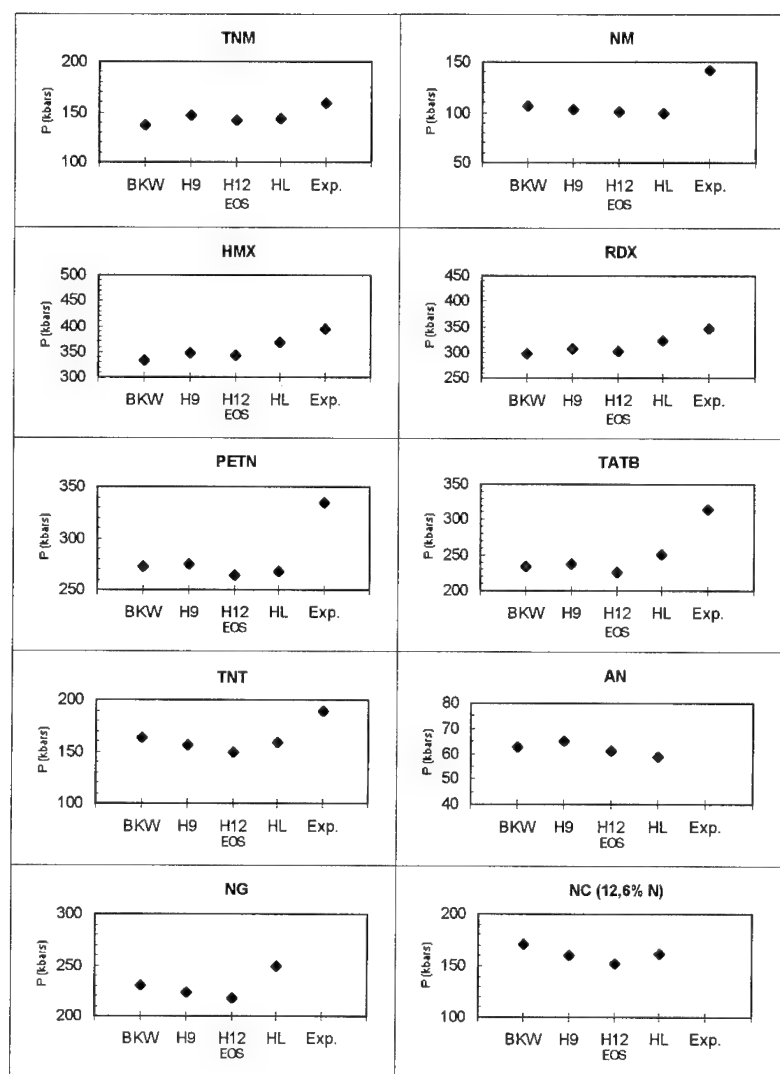 TNM
200
150
100
P (kbars)
BKW H9 H12 HL Exp.
EOS
NM
150
100
50
P (kbars)
BKW H9 H12 HL Exp.
EOS
HMX
500
450
400
350
300
P (kbars)
BKW H9 H12 HL Exp.
EOS
RDX
450
400
350
300
250
P (kbars)
BKW H9 H12 HL Exp.
EOS
PETN
350
300
250
P (kbars)
BKW H9 H12 HL Exp.
EOS
TATB
350
300
250
200
P (kbars)
BKW H9 H12 HL Exp.
EOS
TNT
200
150
100
P (kbars)
BKW H9 H12 HL Exp.
EOS
AN
80
70
60
50
40
P (kbars)
BKW H9 H12 HL Exp.
EOS
NG
300
250
200
P (kbars)
BKW H9 H12 HL Exp.
EOS
NC (12,6% N)
200
150
100
P (kbars)
BKW H9 H12 HL Exp.
EOS